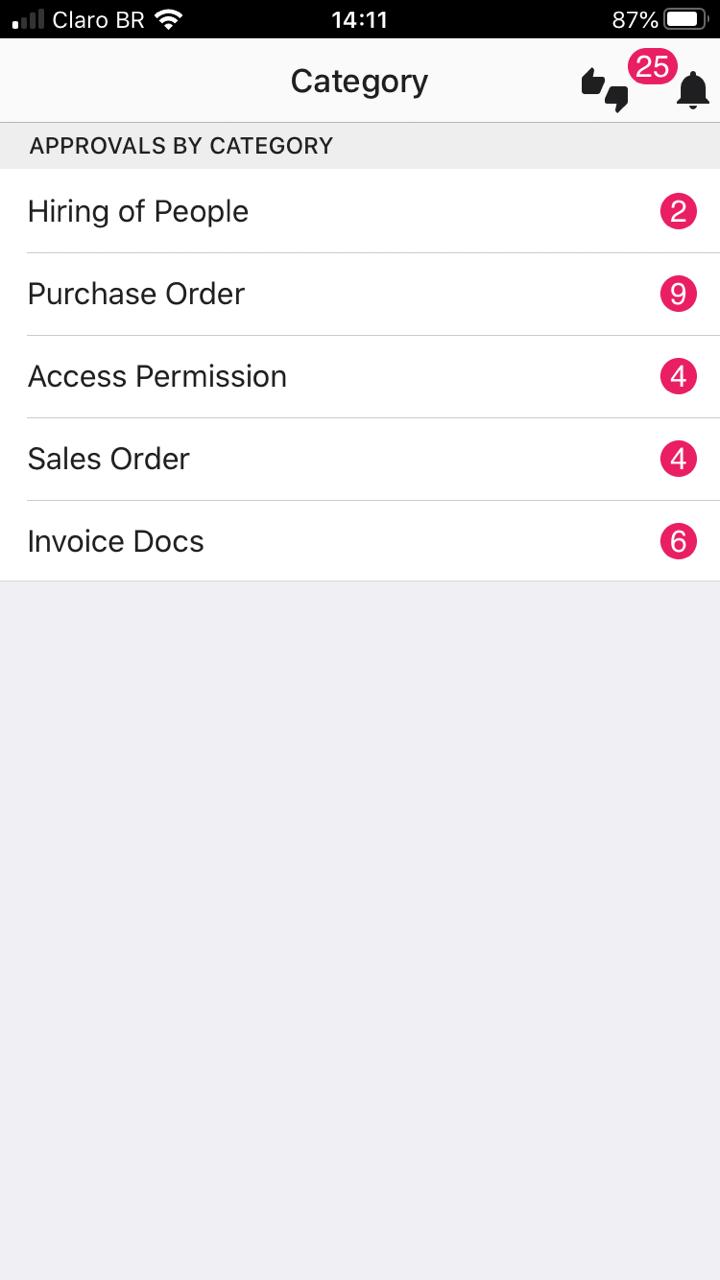 Claro BR 14:11 87%
Category 25
APPROVALS BY CATEGORY
Hiring of People 2
Purchase Order 9
Access Permission 4
Sales Order 4
Invoice Docs 6